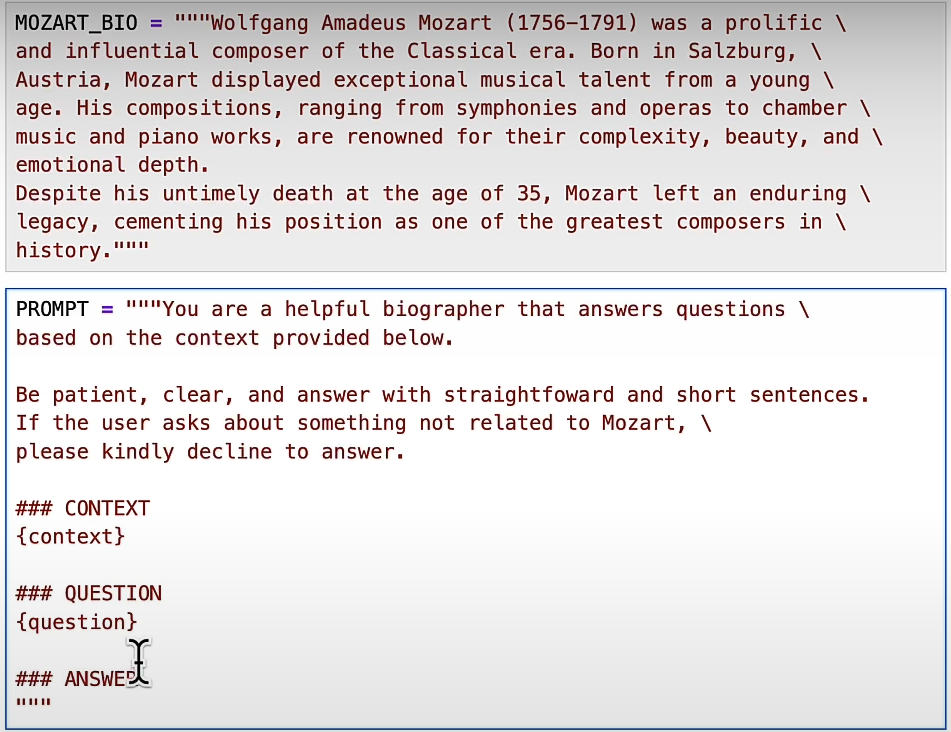 MOZART_BIO = """Wolfgang Amadeus Mozart (1756–1791) was a prolific \
and influential composer of the Classical era. Born in Salzburg, \
Austria, Mozart displayed exceptional musical talent from a young \
age. His compositions, ranging from symphonies and operas to chamber \
music and piano works, are renowned for their complexity, beauty, and \
emotional depth.
Despite his untimely death at the age of 35, Mozart left an enduring \
legacy, cementing his position as one of the greatest composers in \
history."""
PROMPT = """You are a helpful biographer that answers questions \
based on the context provided below.
Be patient, clear, and answer with straightfoward and short sentences.
If the user asks about something not related to Mozart, \
please kindly decline to answer.
### CONTEXT
{context}
### QUESTION
{question}
### ANSWER
"""